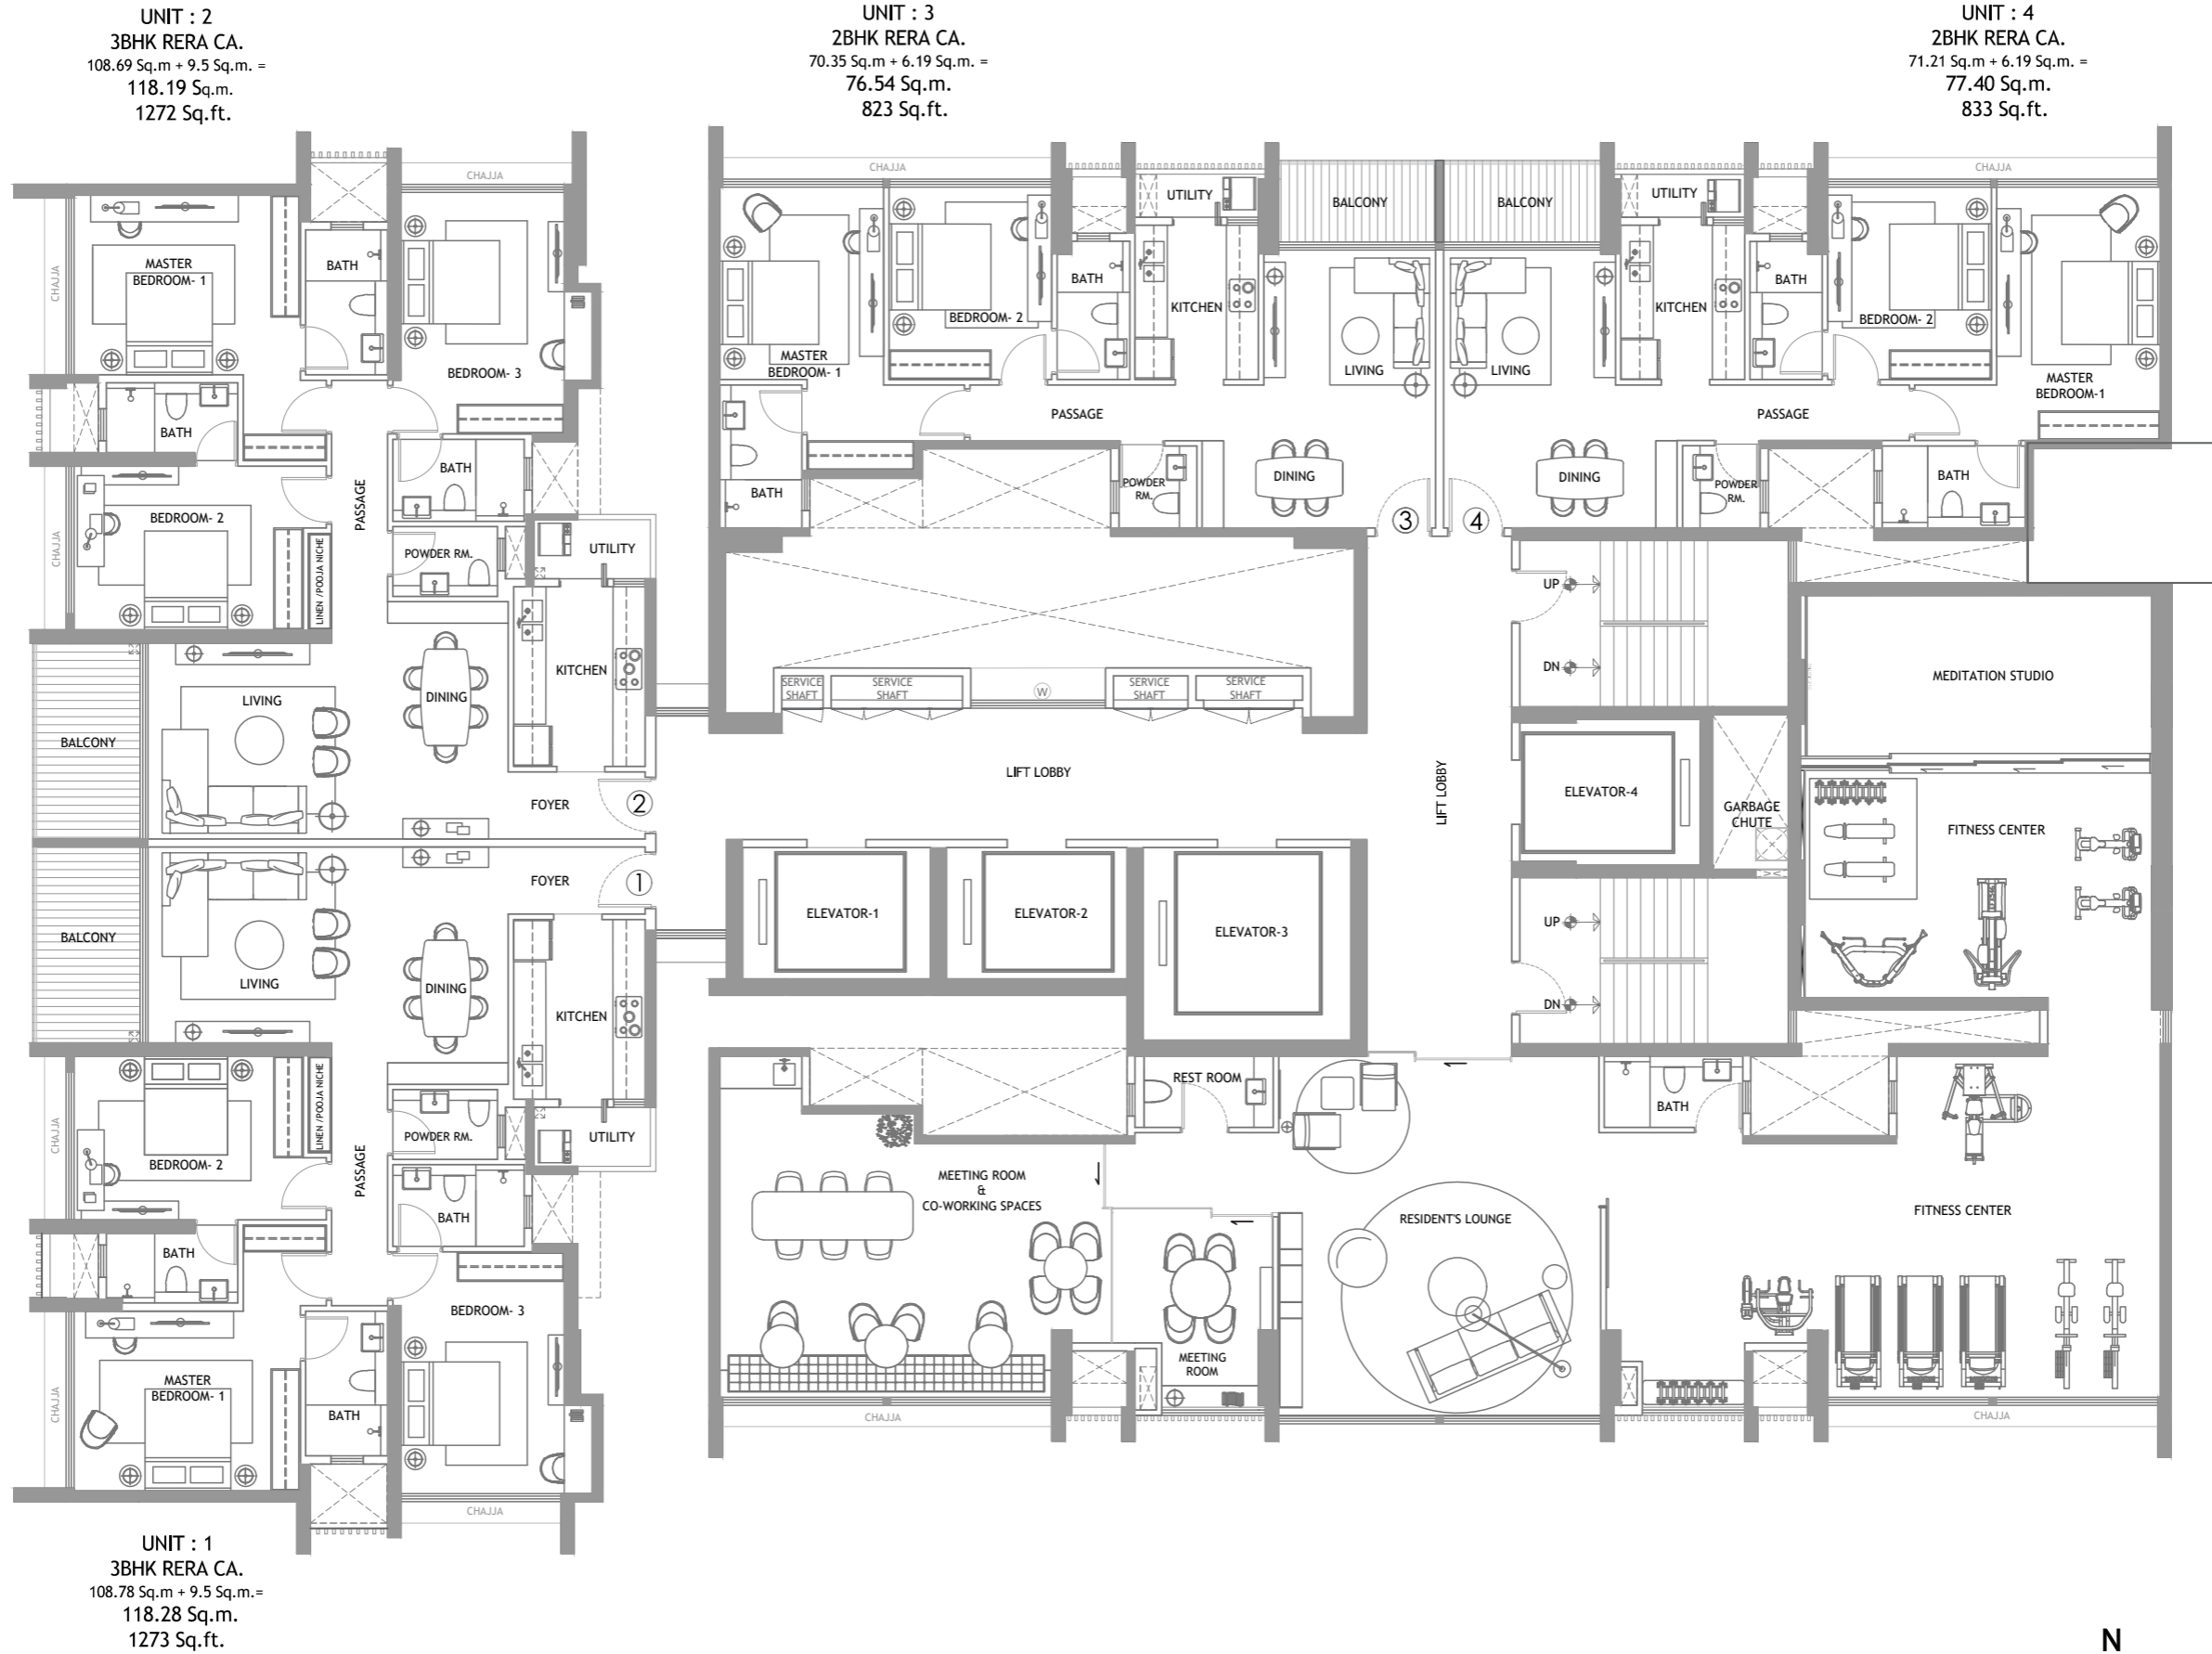 UNIT : 2
3BHK RERA CA.
108.69 Sq.m + 9.5 Sq.m. =
118.19 Sq.m.
1272 Sq.ft.
UNIT : 3
2BHK RERA CA.
70.35 Sq.m + 6.19 Sq.m. =
76.54 Sq.m.
823 Sq.ft.
UNIT : 4
2BHK RERA CA.
71.21 Sq.m + 6.19 Sq.m. =
77.40 Sq.m.
833 Sq.ft.
CHAJJA
CHAJJA
MASTER
BEDROOM- 1
BATH
BEDROOM- 3
BATH
BATH
CHAJJA
BEDROOM- 2
LINEN /POOJA NICHE
PASSAGE
POWDER RM.
UTILITY
KITCHEN
DINING
LIVING
BALCONY
FOYER
2
CHAJJA
MASTER
BEDROOM- 1
BEDROOM- 2
BATH
UTILITY
KITCHEN
BALCONY
LIVING
PASSAGE
BATH
POWDER
RM.
DINING
3
BALCONY
LIVING
UTILITY
KITCHEN
BATH
CHAJJA
BEDROOM- 2
MASTER
BEDROOM-1
PASSAGE
DINING
POWDER
RM.
BATH
4
SERVICE
SHAFT
SERVICE
SHAFT
W
SERVICE
SHAFT
SERVICE
SHAFT
LIFT LOBBY
LIFT LOBBY
UP
DN
MEDITATION STUDIO
ELEVATOR-4
GARBAGE
CHUTE
FITNESS CENTER
ELEVATOR-1
ELEVATOR-2
ELEVATOR-3
UP
DN
1
FOYER
BALCONY
LIVING
DINING
KITCHEN
CHAJJA
BEDROOM- 2
LINEN /POOJA NICHE
PASSAGE
POWDER RM.
UTILITY
BATH
BATH
BEDROOM- 3
CHAJJA
MASTER
BEDROOM- 1
BATH
CHAJJA
REST ROOM
MEETING ROOM
&
CO-WORKING SPACES
MEETING
ROOM
CHAJJA
RESIDENT'S LOUNGE
BATH
FITNESS CENTER
CHAJJA
UNIT : 1
3BHK RERA CA.
108.78 Sq.m + 9.5 Sq.m.=
118.28 Sq.m.
1273 Sq.ft.
N